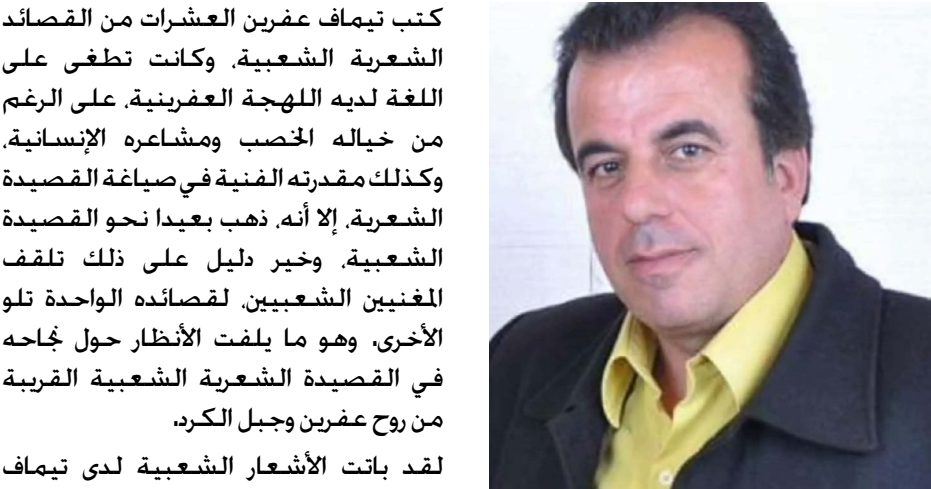 كتب تيماف عفرين العشرات من القصائد
الشعرية الشعبية، وكانت تطغى على
اللغة لديه اللهجة العفرينية، على الرغم
من خياله الخصب ومشاعره الإنسانية،
وكذلك مقدرته الفنية في صياغة القصيدة
الشعرية، إلا أنه، ذهب بعيدا نحو القصيدة
الشعبية، وخير دليل على ذلك تلقف
المغنيين الشعبيين، لقصائده الواحدة تلو
الأخرى، وهو ما يلفت الأنظار حول نجاحه
في القصيدة الشعرية الشعبية القريبة
من روح عفرين وجبل الكرد.
لقد باتت الأشعار الشعبية لدى تيماف